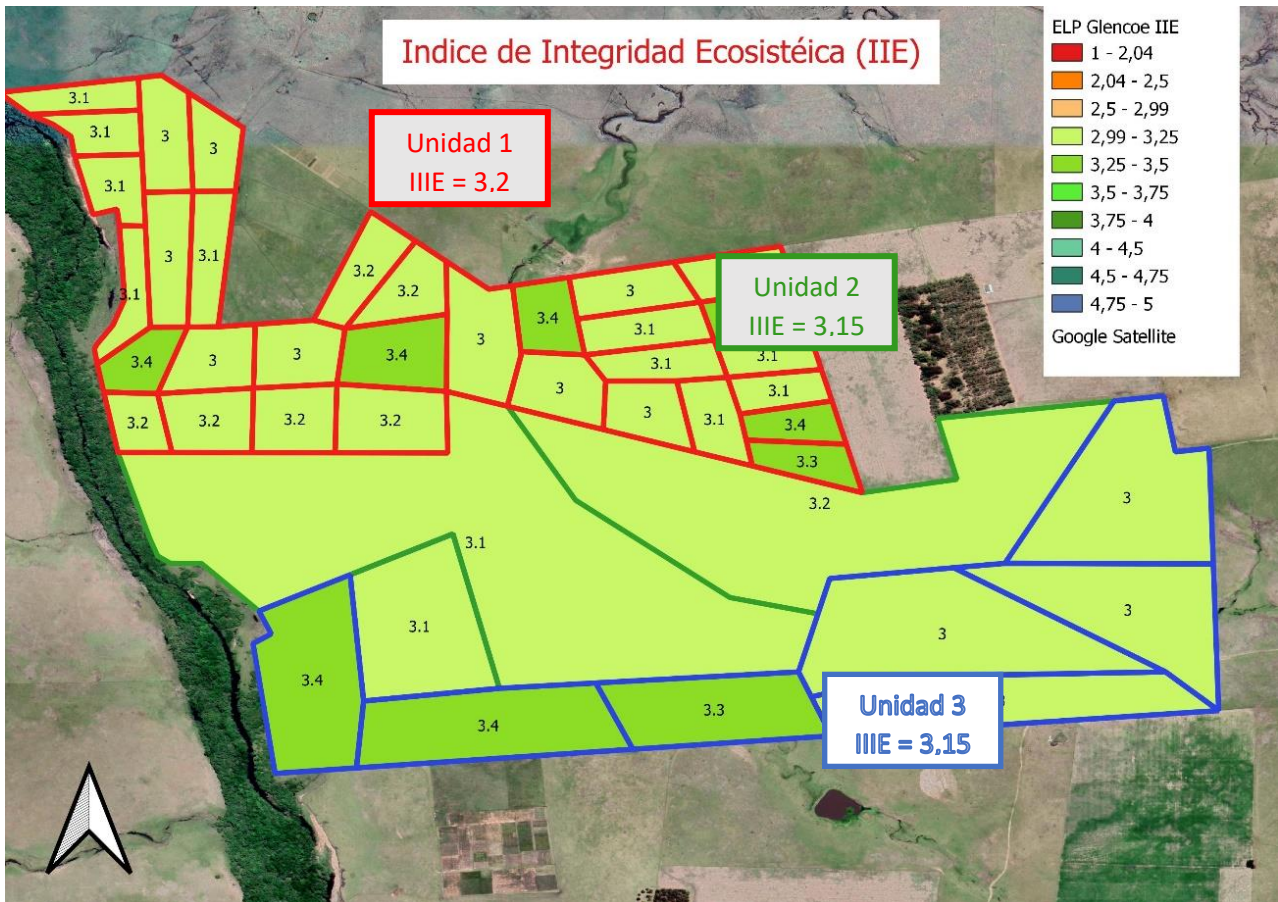 Indice de Integridad Ecosistéica (IIE)
ELP Glencoe IIE
1 - 2,04
2,04 - 2,5
2,5 - 2,99
2,99 - 3,25
3,25 - 3,5
3,5 - 3,75
3,75 - 4
4 - 4,5
4,5 - 4,75
4,75 - 5
Google Satellite
Unidad 1
IIIE = 3,2
Unidad 2
IIIE = 3,15
Unidad 3
IIIE = 3,15
3.1
3.1
3
3
3.1
3
3.1
3.1
3.2
3.2
3.4
3
3
3.4
3
3.4
3
3.1
3.1
3.1
3
3
3.1
3.1
3.4
3.3
3.2
3.2
3.2
3.2
3.2
3.1
3.1
3
3
3
3.4
3.4
3.3